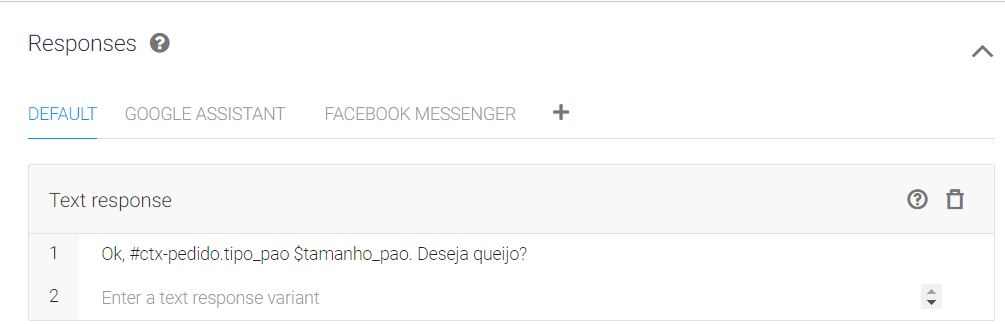 Responses
DEFAULT GOOGLE ASSISTANT FACEBOOK MESSENGER
Text response
1 Ok, #ctx-pedido.tipo_pao $tamanho_pao. Deseja queijo?
2 Enter a text response variant